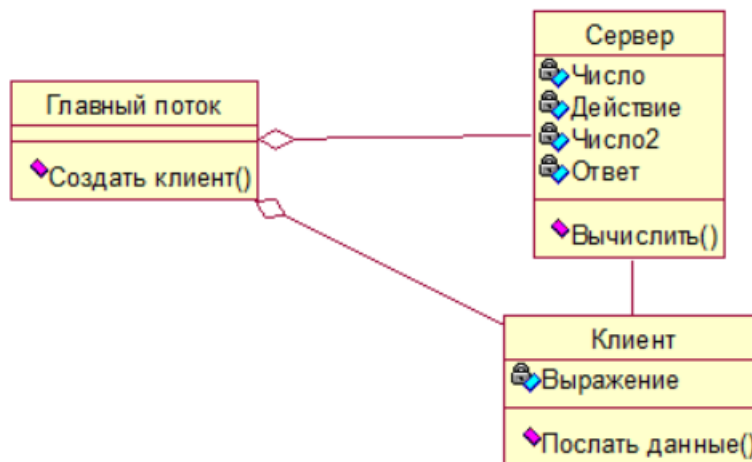 Главный поток
Создать клиент()
Сервер
Число
Действие
Число2
Ответ
Вычислить()
Клиент
Выражение
Послать данные()